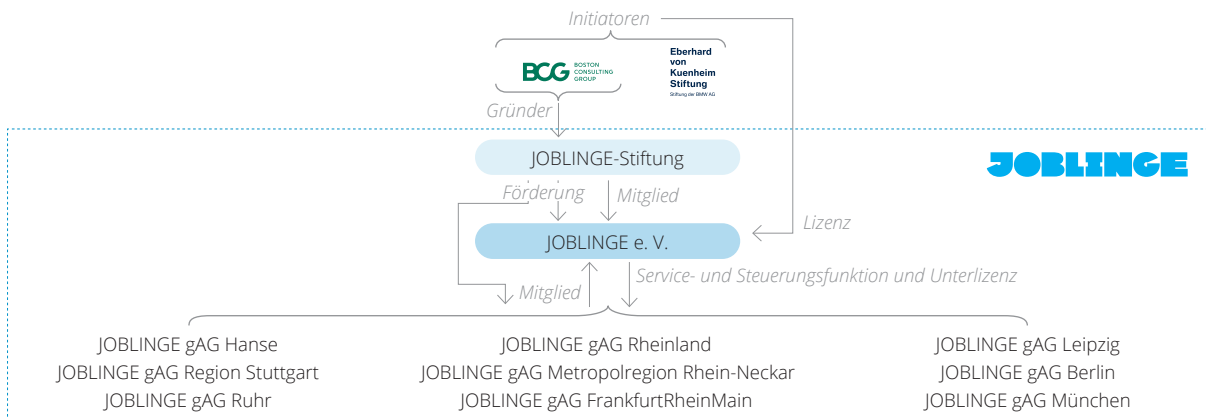 Initiatoren
BCG
BOSTON
CONSULTING
GROUP
Eberhard
von
Kuenheim
Stiftung
Stiftung der BMW AG
Gründer
JOBLINGE-Stiftung
JOBLINGE
Förderung
Mitglied
Lizenz
JOBLINGE e. V.
Service- und Steuerungsfunktion und Unterlizenz
Mitglied
JOBLINGE gAG Hanse
JOBLINGE gAG Region Stuttgart
JOBLINGE gAG Ruhr
JOBLINGE gAG Rheinland
JOBLINGE gAG Metropolregion Rhein-Neckar
JOBLINGE gAG FrankfurtRheinMain
JOBLINGE gAG Leipzig
JOBLINGE gAG Berlin
JOBLINGE gAG München